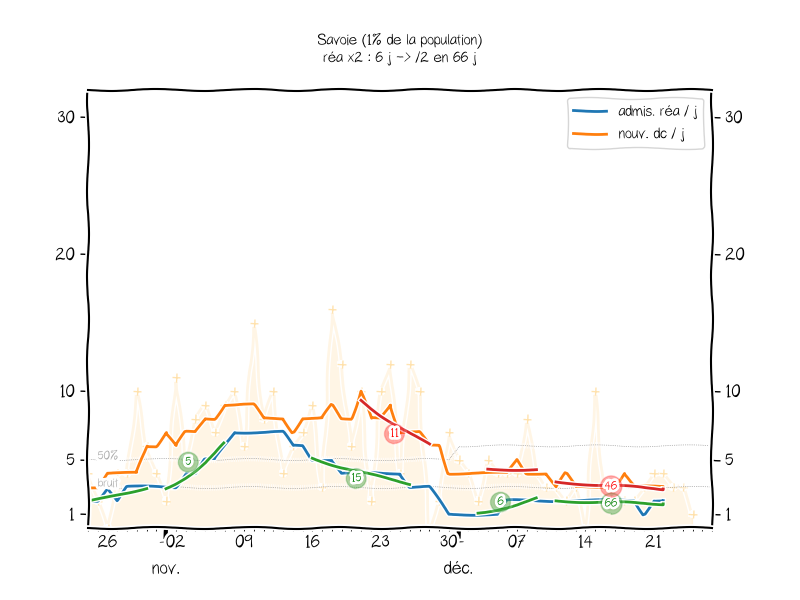 Savoie (1% de la population)
réa x2 : 6 j -> /2 en 66 j
admis. réa / j
nouv. dc / j
30 30
20 20
10 10
50%
5 5
bruit
1 1
5
11
15
6
46
66
26 02 09 16 23 30 07 14 21
nov. déc.